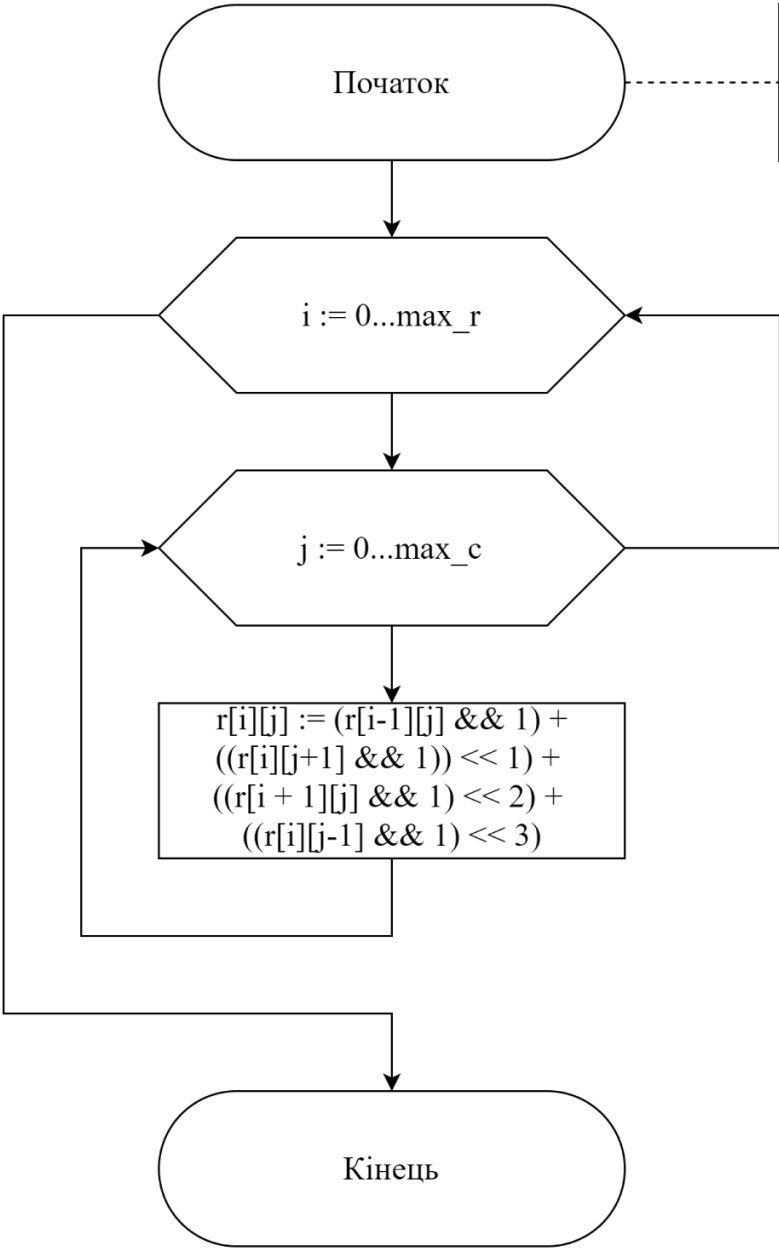 Початок
i := 0...max_r
j := 0...max_c
r[i][j] := (r[i-1][j] && 1) +
((r[i][j+1] && 1)) << 1) +
((r[i + 1][j] && 1) << 2) +
((r[i][j-1] && 1) << 3)
Кінець